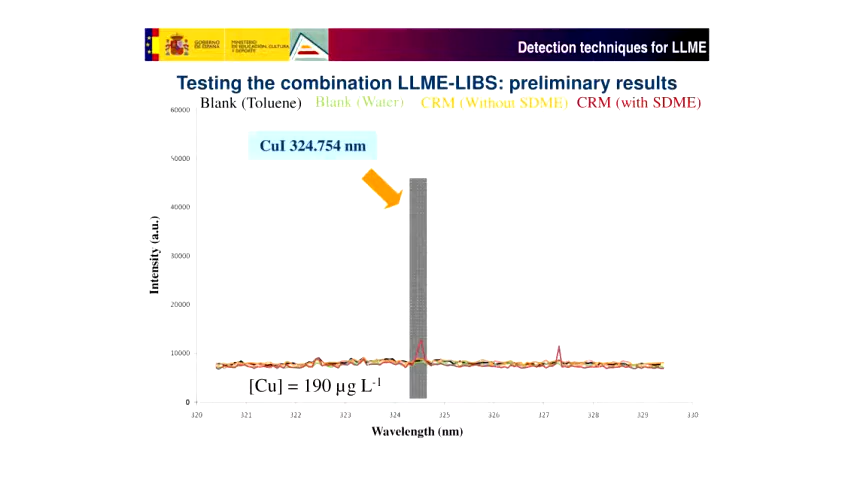 GOBIERNO
DE ESPAÑA
MINISTERIO
DE EDUCACIÓN, CULTURA
Y DEPORTE
Detection techniques for LLME
Testing the combination LLME-LIBS: preliminary results
Blank (Toluene) Blank (Water) CRM (Without SDME) CRM (with SDME)
60000
CuI 324.754 nm
50000
40000
30000
20000
10000
0
Intensity (a.u.)
[Cu] = 190 µg L-1
320 321 322 323 324 325 326 327 328 329 330
Wavelength (nm)